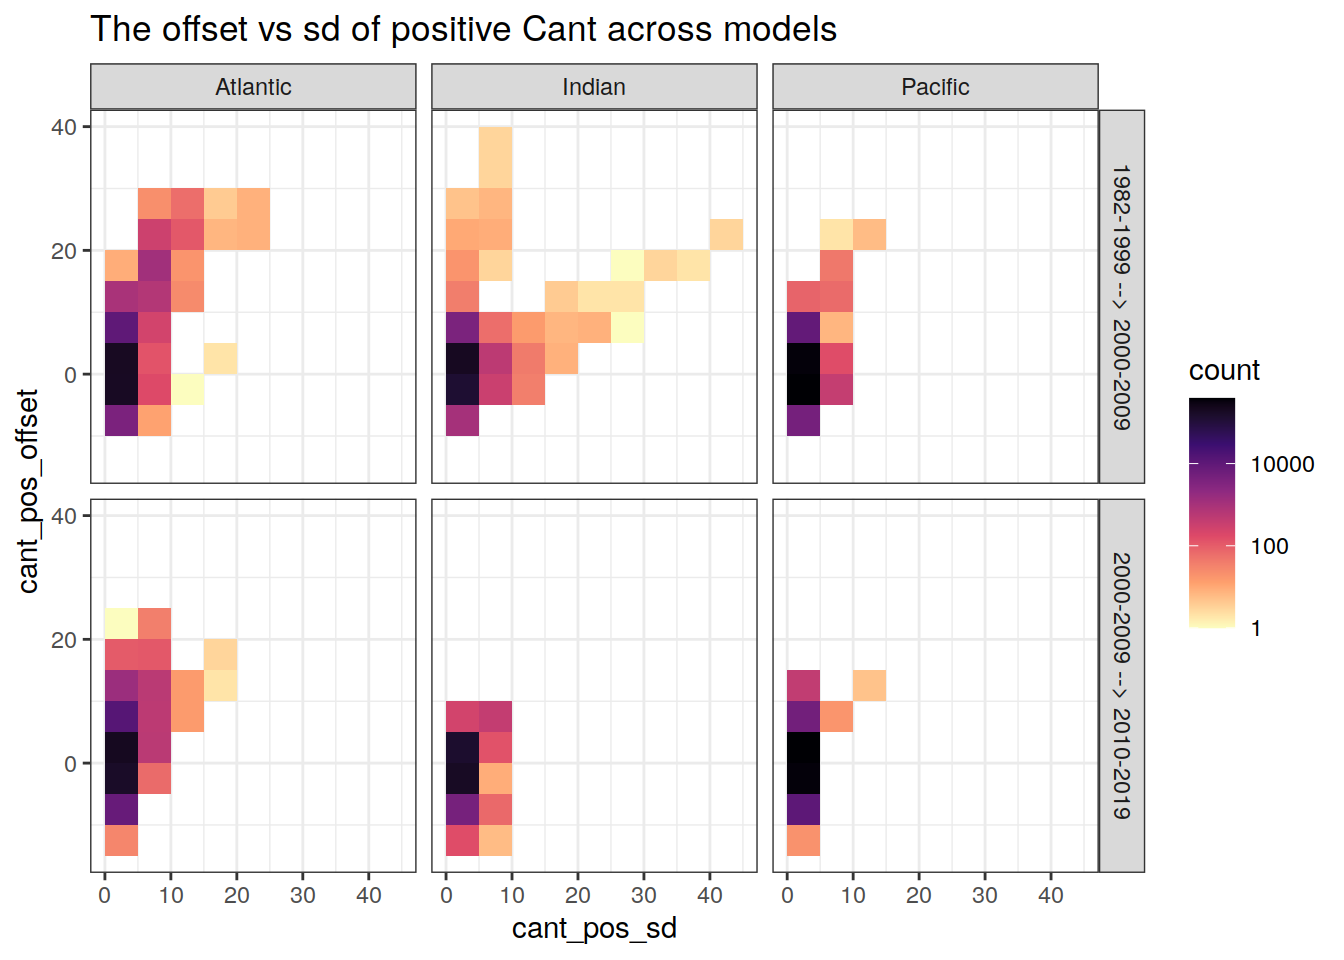 The offset vs sd of positive Cant across models
Atlantic
Indian
Pacific
40
20
0
1982-1999 --> 2000-2009
40
20
0
2000-2009 --> 2010-2019
0 10 20 30 40
0 10 20 30 40
0 10 20 30 40
cant_pos_sd
cant_pos_offset
count
10000
100
1